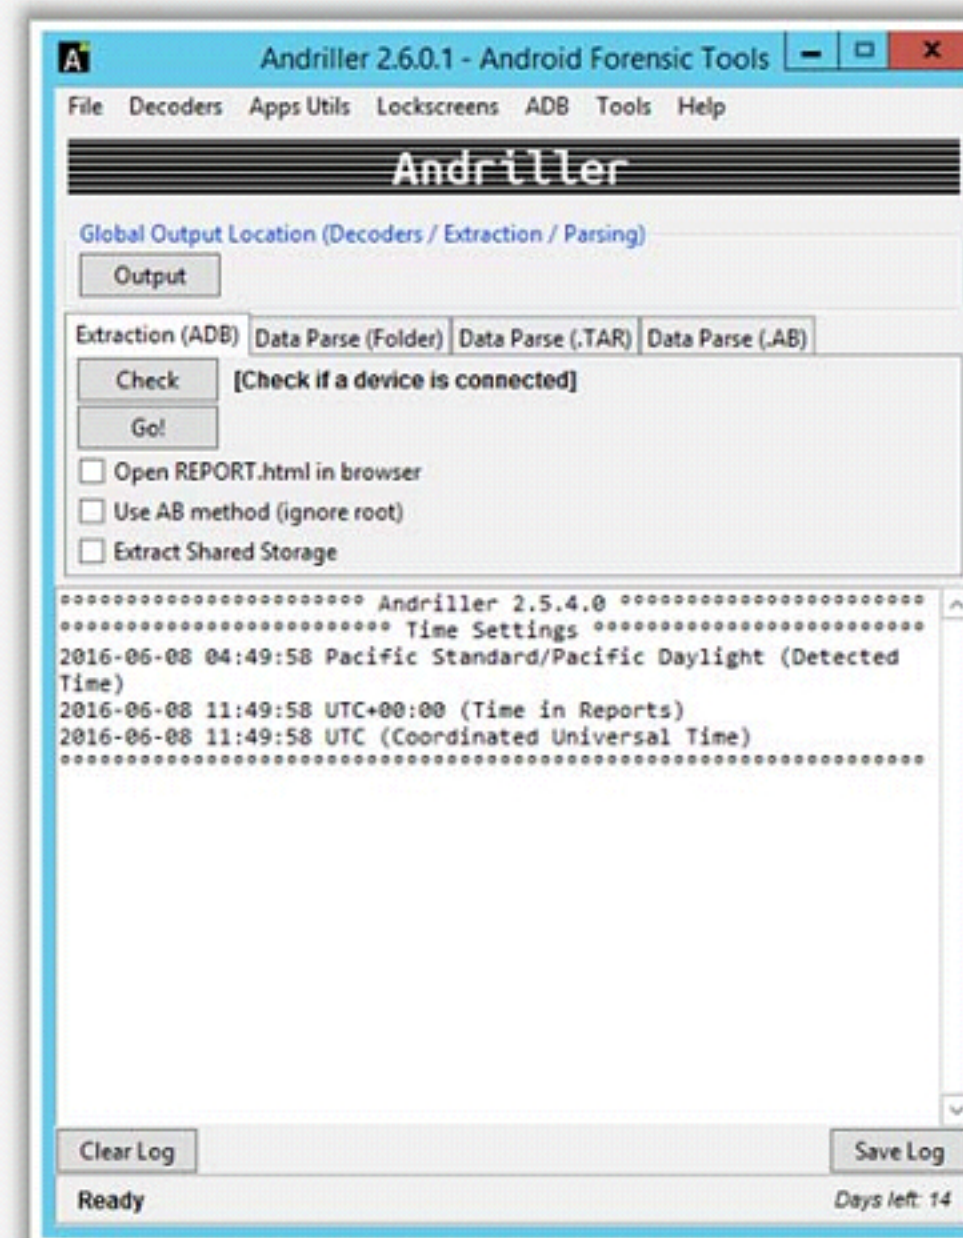 Andriller 2.6.0.1 - Android Forensic Tools
File Decoders Apps Utils Lockscreens ADB Tools Help
Andriller
Global Output Location (Decoders / Extraction / Parsing)
Output
Extraction (ADB) Data Parse (Folder) Data Parse (.TAR) Data Parse (.AB)
Check [Check if a device is connected]
Go!
Open REPORT.html in browser
Use AB method (ignore root)
Extract Shared Storage
Andriller 2.5.4.0
Time Settings
2016-06-08 04:49:58 Pacific Standard/Pacific Daylight (Detected
Time)
2016-06-08 11:49:58 UTC+00:00 (Time in Reports)
2016-06-08 11:49:58 UTC (Coordinated Universal Time)
Clear Log Save Log
Ready Days left: 14